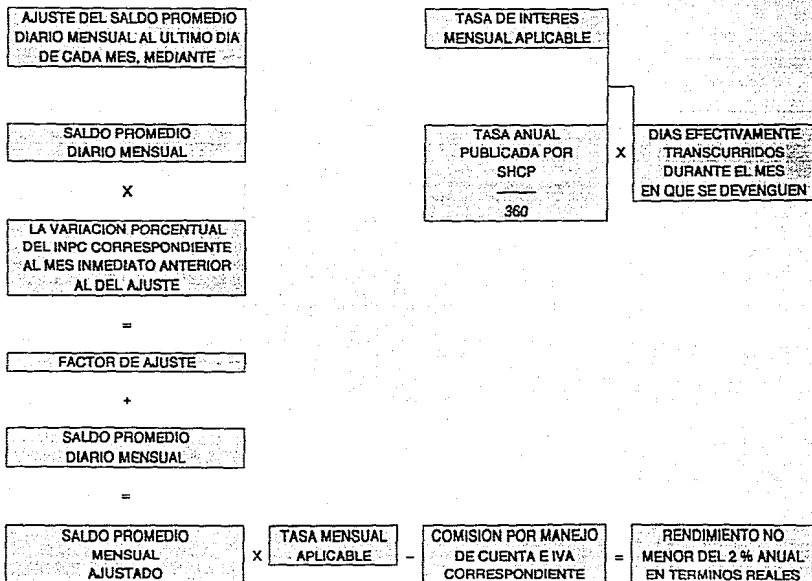 AJUSTE DEL SALDO PROMEDIO
DIARIO MENSUAL AL ULTIMO DIA
DE CADA MES, MEDIANTE
SALDO PROMEDIO
DIARIO MENSUAL
X
LA VARIACION PORCENTUAL
DEL INPC CORRESPONDIENTE
AL MES INMEDIATO ANTERIOR
AL DEL AJUSTE
=
FACTOR DE AJUSTE
+
SALDO PROMEDIO
DIARIO MENSUAL
=
TASA DE INTERES
MENSUAL APLICABLE
TASA ANUAL
PUBLICADA POR
SHCP
360
X
DIAS EFECTIVAMENTE
TRANSCURRIDOS
DURANTE EL MES
EN QUE SE DEVENGUEN
SALDO PROMEDIO
MENSUAL
AJUSTADO
X
TASA MENSUAL
APLICABLE
-
COMISION POR MANEJO
DE CUENTA E IVA
CORRESPONDIENTE
=
RENDIMIENTO NO
MENOR DEL 2 % ANUAL
EN TERMINOS REALES